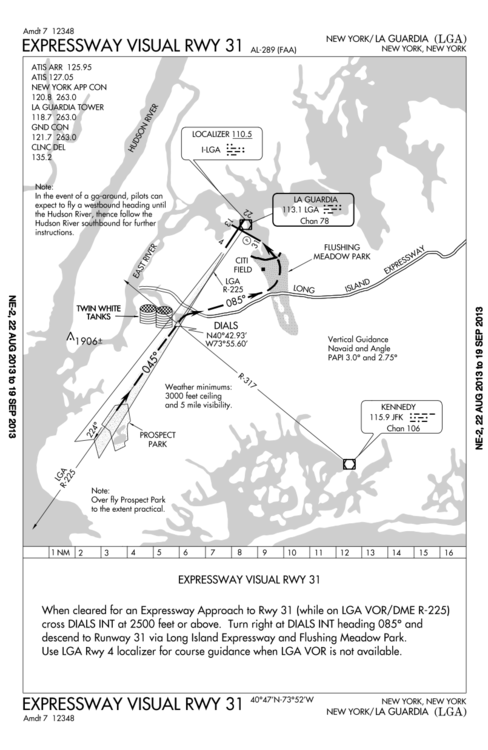 Amdt 7 12348
EXPRESSWAY VISUAL RWY 31
AL-289 (FAA)
NEW YORK/ LA GUARDIA (LGA)
NEW YORK, NEW YORK
ATIS ARR 125.95
ATIS 127.05
NEW YORK APP CON
120.8 263.0
LA GUARDIA TOWER
118.7 263.0
GND CON
121.7 263.0
CLNC DEL
135.2
HUDSON RIVER
LOCALIZER 110.5
I-LGA
Note:
In the event of a go-around, pilots can
expect to fly a westbound heading until
the Hudson River, thence follow the
Hudson River southbound for further
instructions.
LA GUARDIA
113.1 LGA
Chan 78
22
13
4
31
EAST RIVER
CITI
FIELD
FLUSHING
MEADOW PARK
LGA
R-225
085°
LONG ISLAND EXPRESSWAY
TWIN WHITE
TANKS
DIALS
N40°42.93'
W73°55.60'
1906±
045°
Vertical Guidance
Navaid and Angle
PAPI 3.0° and 2.75°
Weather minimums:
3000 feet ceiling
and 5 mile visibility.
R-317
KENNEDY
115.9 JFK
Chan 106
224°
PROSPECT
PARK
LGA
R-225
Note:
Over fly Prospect Park
to the extent practical.
NE-2, 22 AUG 2013 to 19 SEP 2013
NE-2, 22 AUG 2013 to 19 SEP 2013
1 NM 2 3 4 5 6 7 8 9 10 11 12 13 14 15 16
EXPRESSWAY VISUAL RWY 31
When cleared for an Expressway Approach to Rwy 31 (while on LGA VOR/DME R-225)
cross DIALS INT at 2500 feet or above. Turn right at DIALS INT heading 085° and
descend to Runway 31 via Long Island Expressway and Flushing Meadow Park.
Use LGA Rwy 4 localizer for course guidance when LGA VOR is not available.
EXPRESSWAY VISUAL RWY 31
40°47'N-73°52'W
NEW YORK, NEW YORK
Amdt 7 12348
NEW YORK/ LA GUARDIA (LGA)